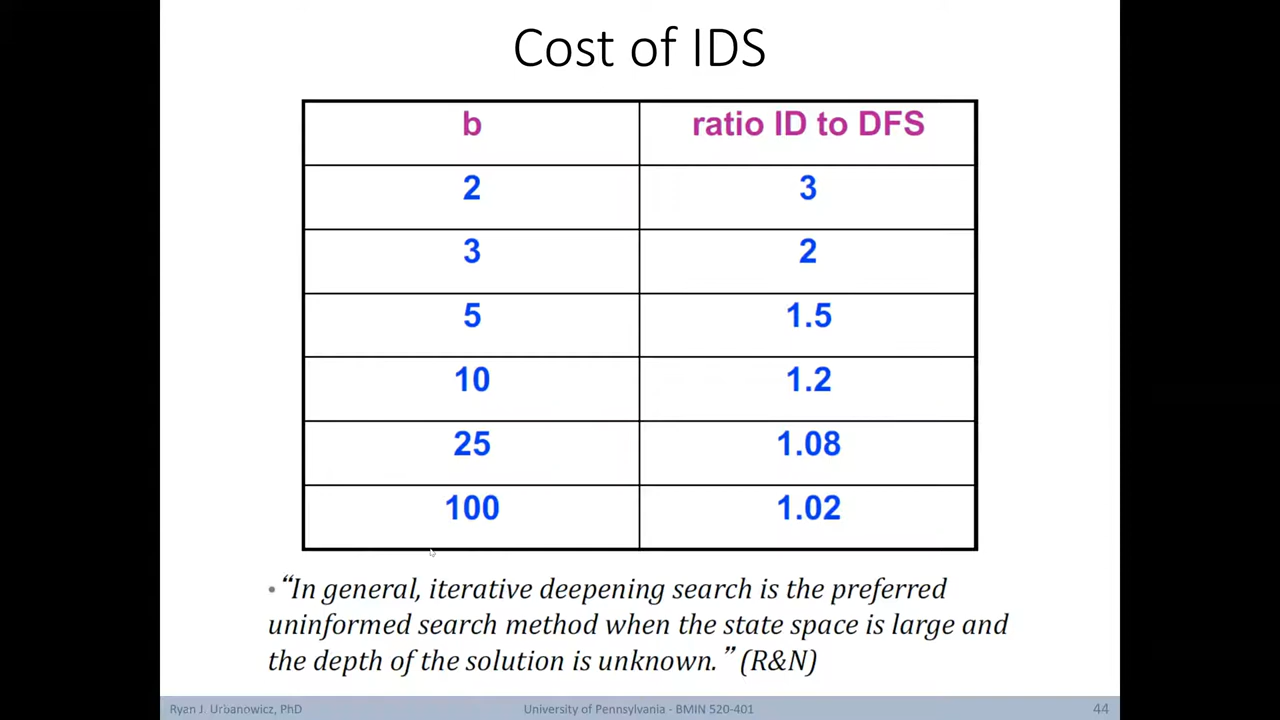 Cost of IDS
b ratio ID to DFS
2 3
3 2
5 1.5
10 1.2
25 1.08
100 1.02
• “In general, iterative deepening search is the preferred
uninformed search method when the state space is large and
the depth of the solution is unknown.” (R&N)
Ryan J. Urbanowicz, PhD University of Pennsylvania - BMIN 520-401 44